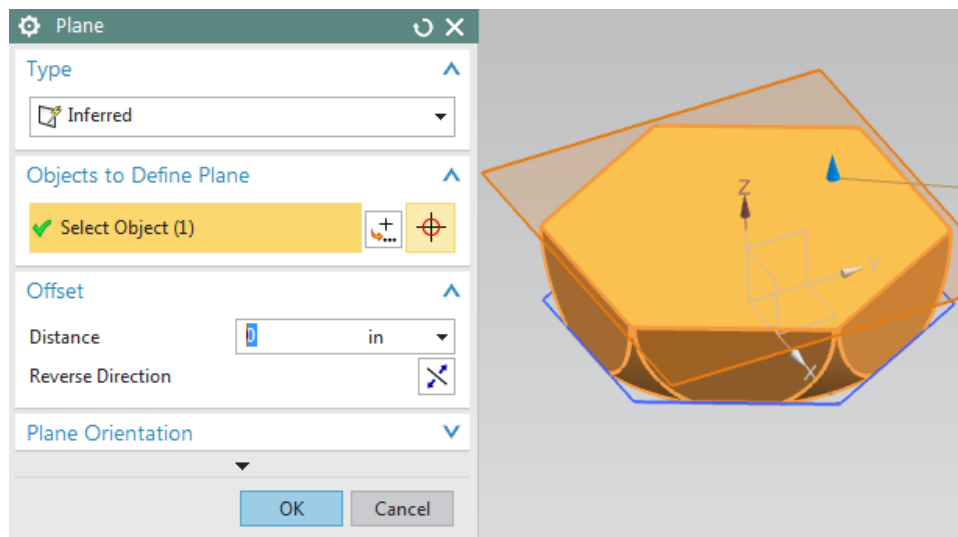 Plane
Type
Inferred
Objects to Define Plane
Select Object (1)
Offset
Distance
0 in
Reverse Direction
Plane Orientation
OK Cancel
Z
Y
X